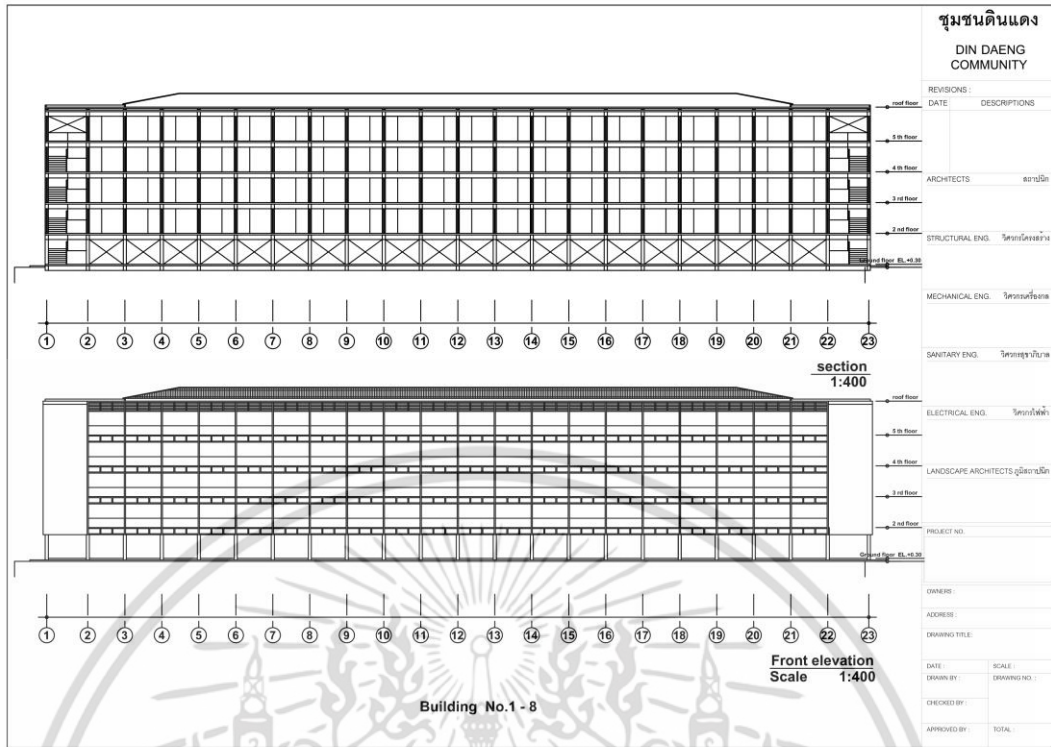 roof floor
5 th floor
4 th floor
3 rd floor
2 nd floor
Ground floor EL.+0.30
1 2 3 4 5 6 7 8 9 10 11 12 13 14 15 16 17 18 19 20 21 22 23
section
1:400
roof floor
5 th floor
4 th floor
3 rd floor
2 nd floor
Ground floor EL.+0.30
1 2 3 4 5 6 7 8 9 10 11 12 13 14 15 16 17 18 19 20 21 22 23
Front elevation
Scale 1:400
Building No.1 - 8
ชุมชนดินแดง
DIN DAENG
COMMUNITY
REVISIONS :
DATE DESCRIPTIONS
ARCHITECTS สถาปนิก
STRUCTURAL ENG. วิศวกรโครงสร้าง
MECHANICAL ENG. วิศวกรเครื่องกล
SANITARY ENG. วิศวกรสุขาภิบาล
ELECTRICAL ENG. วิศวกรไฟฟ้า
LANDSCAPE ARCHITECTS ภูมิสถาปนิก
PROJECT NO.
OWNERS :
ADDRESS :
DRAWING TITLE:
DATE : SCALE :
DRAWN BY : DRAWING NO. :
CHECKED BY :
APPROVED BY : TOTAL :